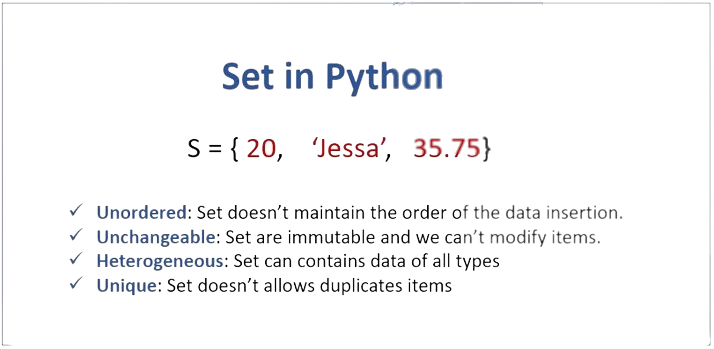 Set in Python
S = { 20, ‘Jessa’, 35.75}
✓ Unordered: Set doesn’t maintain the order of the data insertion.
✓ Unchangeable: Set are immutable and we can’t modify items.
✓ Heterogeneous: Set can contains data of all types
✓ Unique: Set doesn’t allows duplicates items